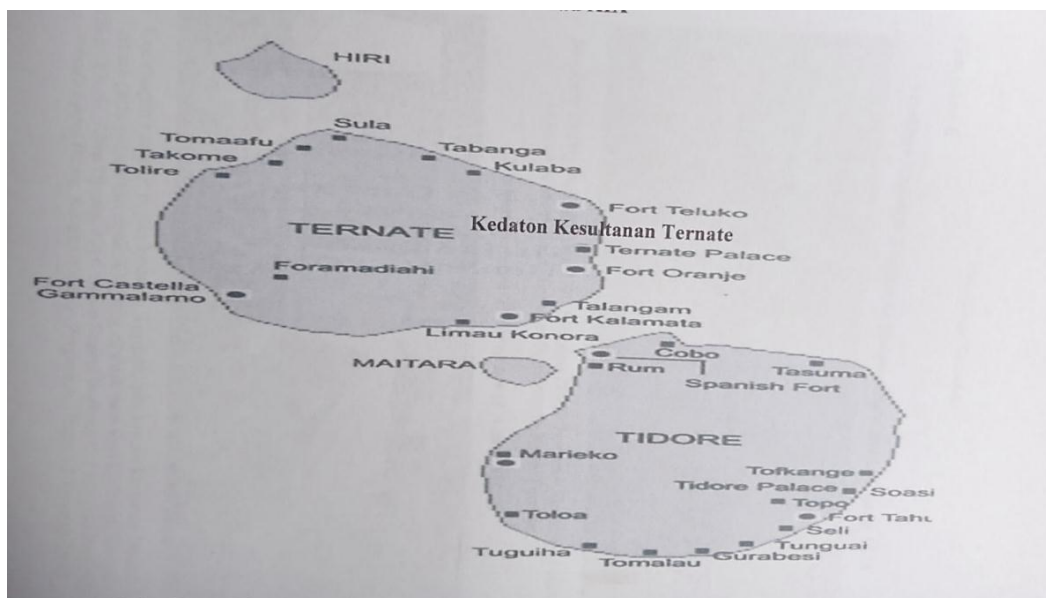 HIRI
Sula
Tomaafu
Tabanga
Takome
Kulaba
Tolire
Fort Teluko
TERNATE
Kedaton Kesultanan Ternate
Ternate Palace
Foramadiahi
Fort Oranje
Fort Castella
Gammalamo
Talangam
Fort Kalamata
Limau Konora
Cobo
MAITARA
Rum
Tasuma
Spanish Fort
TIDORE
Marieko
Tofkange
Tidore Palace
Soasi
Topo
Toloa
Fort Tahu
Seli
Tunguai
Tuguiha
Gurabesi
Tomalau